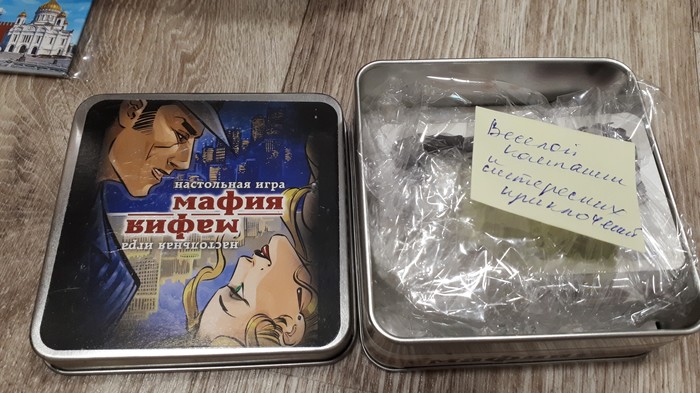 настольная игра
мафия
мафия
настольная игра
Веселой
компании
и
интересных
приключений